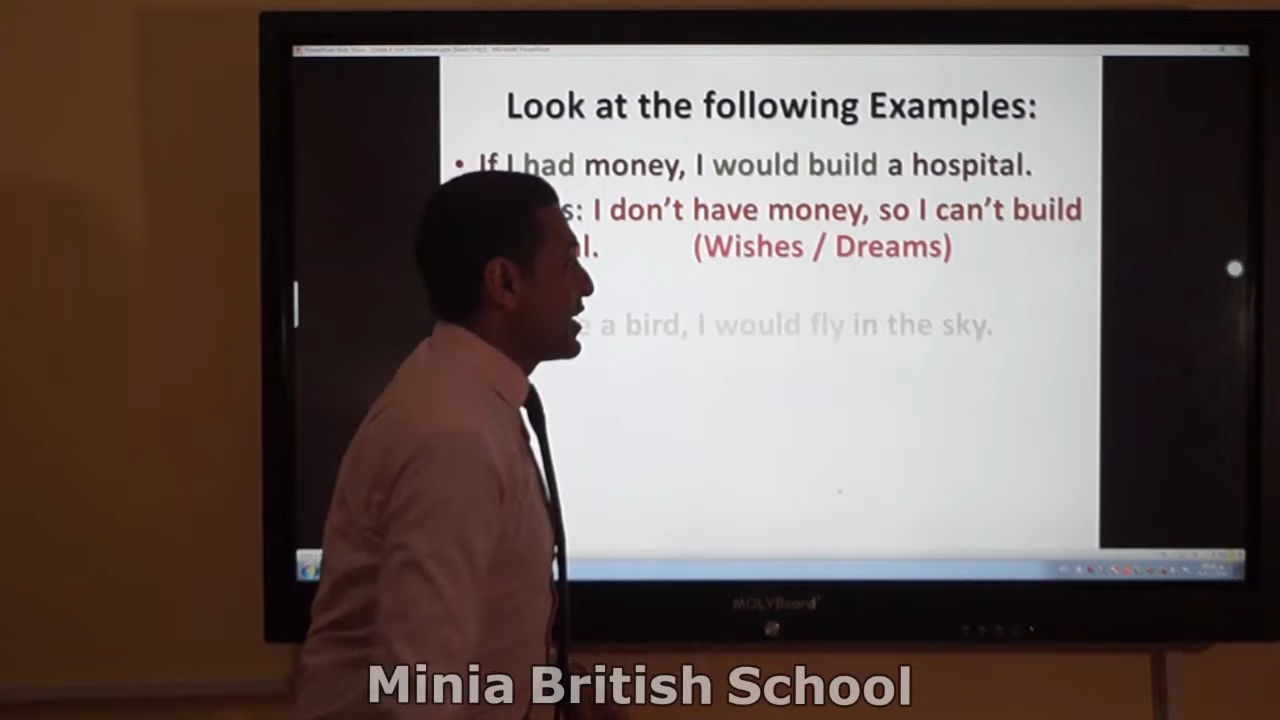 Look at the following Examples:
• If I had money, I would build a hospital.
s: I don't have money, so I can't build
l. (Wishes / Dreams)
a bird, I would fly in the sky.
MOLYBoard
Minia British School